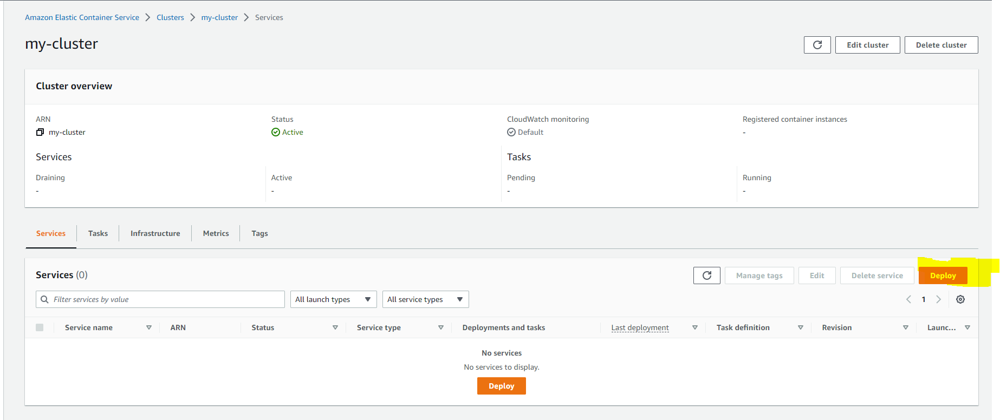 Amazon Elastic Container Service > Clusters > my-cluster > Services
my-cluster
Edit cluster
Delete cluster
Cluster overview
ARN
my-cluster
Status
Active
CloudWatch monitoring
Default
Registered container instances
-
Services
Draining
-
Active
-
Tasks
Pending
-
Running
-
Services
Tasks
Infrastructure
Metrics
Tags
Services (0)
Manage tags
Edit
Delete service
Deploy
Filter services by value
All launch types
All service types
1
Service name
ARN
Status
Service type
Deployments and tasks
Last deployment
Task definition
Revision
Launc...
No services
No services to display.
Deploy